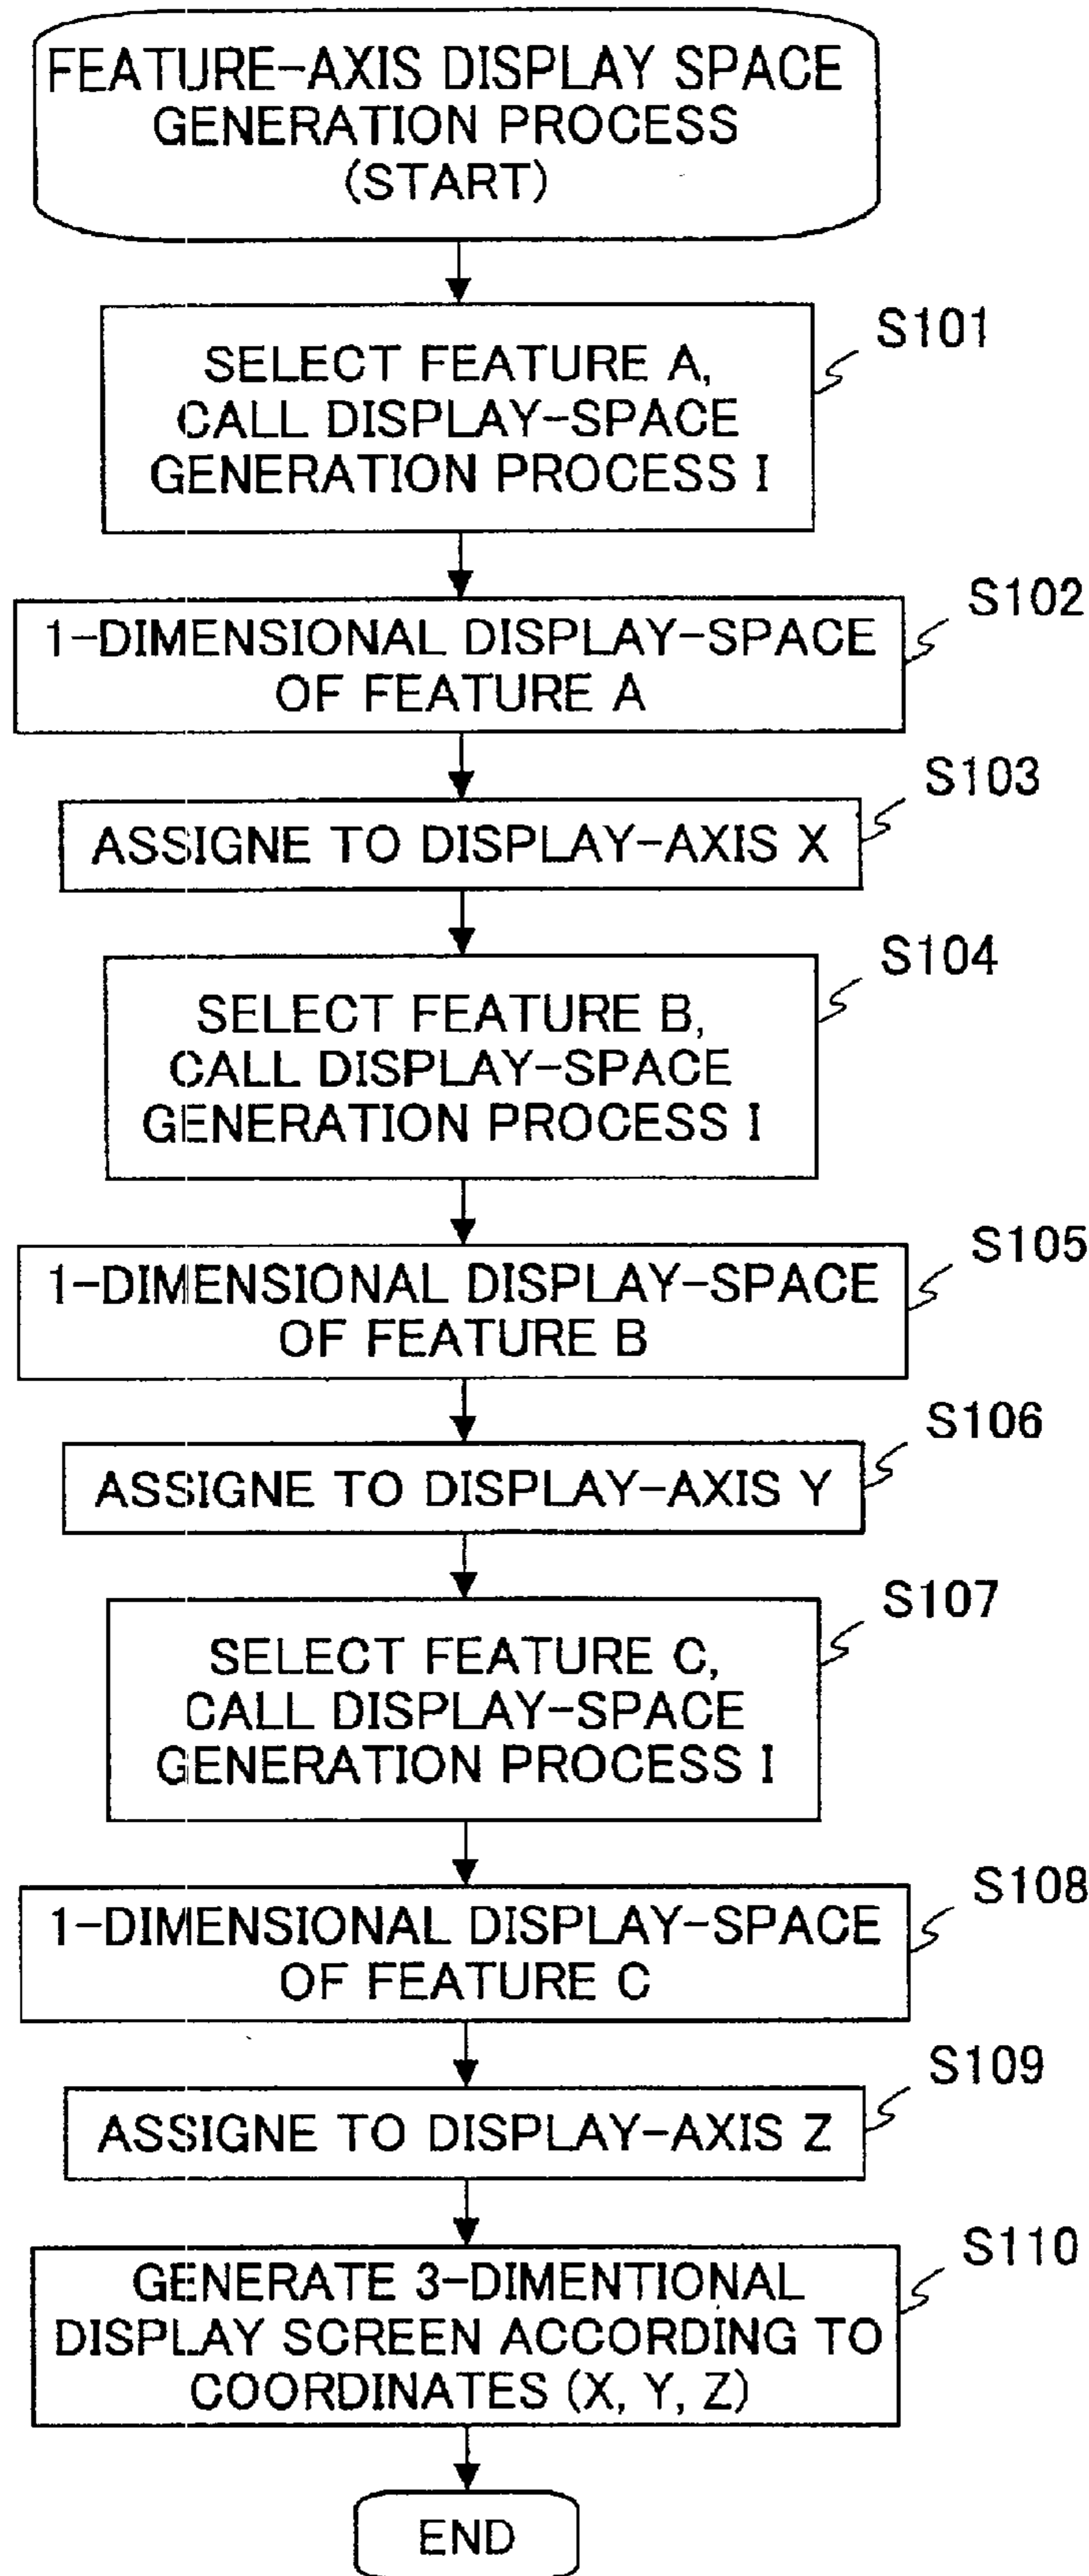 FEATURE-AXIS DISPLAY SPACE
GENERATION PROCESS
(START)
S101
SELECT FEATURE A,
CALL DISPLAY-SPACE
GENERATION PROCESS I
S102
1-DIMENSIONAL DISPLAY-SPACE
OF FEATURE A
S103
ASSIGNE TO DISPLAY-AXIS X
S104
SELECT FEATURE B,
CALL DISPLAY-SPACE
GENERATION PROCESS I
S105
1-DIMENSIONAL DISPLAY-SPACE
OF FEATURE B
S106
ASSIGNE TO DISPLAY-AXIS Y
S107
SELECT FEATURE C,
CALL DISPLAY-SPACE
GENERATION PROCESS I
S108
1-DIMENSIONAL DISPLAY-SPACE
OF FEATURE C
S109
ASSIGNE TO DISPLAY-AXIS Z
S110
GENERATE 3-DIMENTIONAL
DISPLAY SCREEN ACCORDING TO
COORDINATES (X, Y, Z)
END